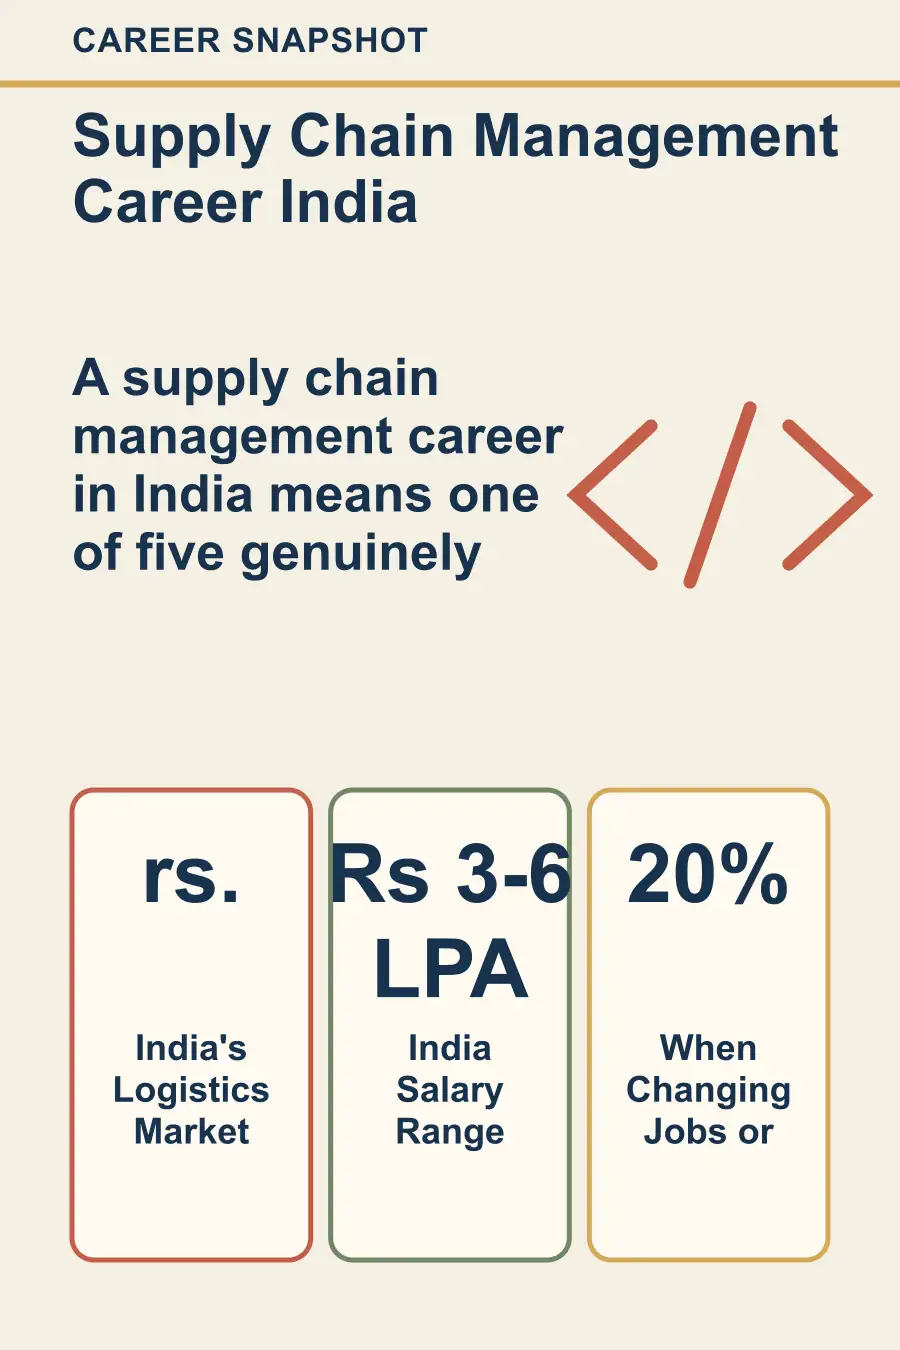 CAREER SNAPSHOT
Supply Chain Management
Career India
A supply chain
management career
in India means one
of five genuinely
rs.
India's
Logistics
Market
Rs 3-6
LPA
India
Salary
Range
20%
When
Changing
Jobs or